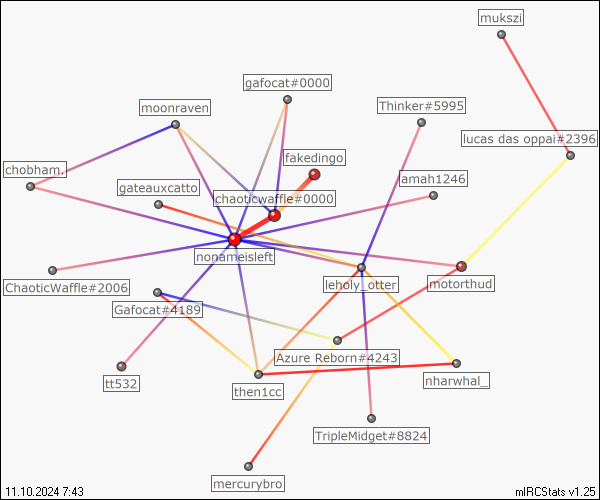 mukszi
gafocat#0000
moonraven
Thinker#5995
lucas das oppai#2396
fakedingo
chobham.
amah1246
gateauxcatto
chaoticwaffle#0000
nonameisleft
ChaoticWaffle#2006
leholy_otter
motorthud
Gafocat#4189
Azure Reborn#4243
tt532
nharwhal_
then1cc
TripleMidget#8824
mercurybro
11.10.2024 7:43
mIRCStats v1.25